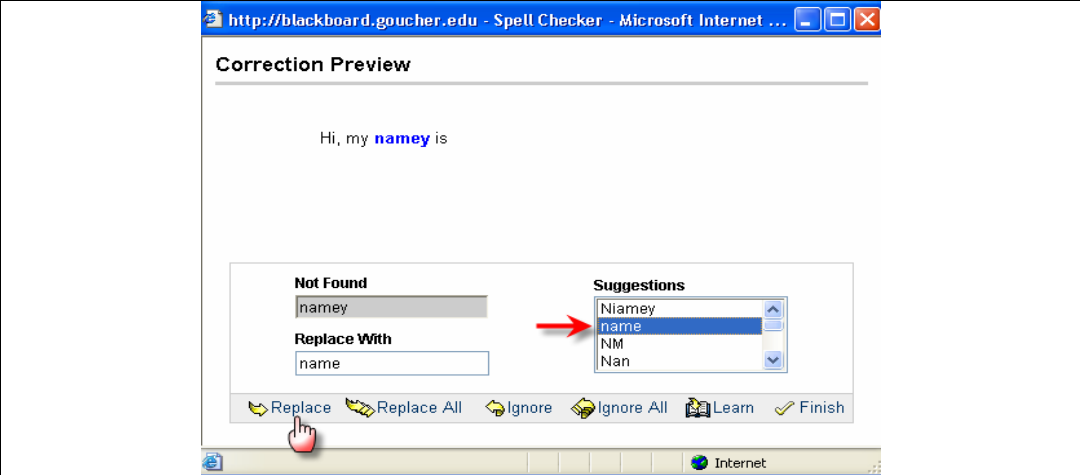 http://blackboard.goucher.edu - Spell Checker - Microsoft Internet ...
Correction Preview
Hi, my namey is
Not Found
namey
Replace With
name
Suggestions
Niamey
name
NM
Nan
Replace Replace All Ignore Ignore All Learn Finish
Internet